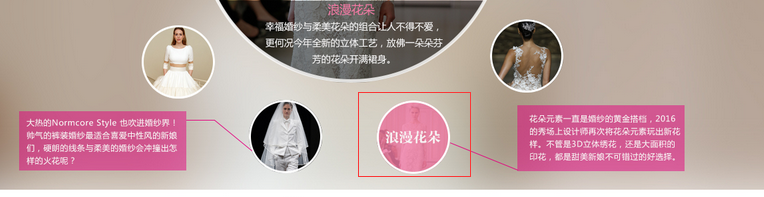 浪漫花朵
幸福婚纱与柔美花朵的组合让人不得不爱，
更何况今年全新的立体工艺，放佛一朵朵芬
芳的花朵开满裙身。
大热的Normcore Style 也吹进婚纱界！
帅气的裤装婚纱最适合喜爱中性风的新娘
们，硬朗的线条与柔美的婚纱会冲撞出怎
样的火花呢？
浪漫花朵
花朵元素一直是婚纱的黄金搭档，2016
的秀场上设计师再次将花朵元素玩出新花
样。不管是3D立体绣花，还是大面积的
印花，都是甜美新娘不可错过的好选择。